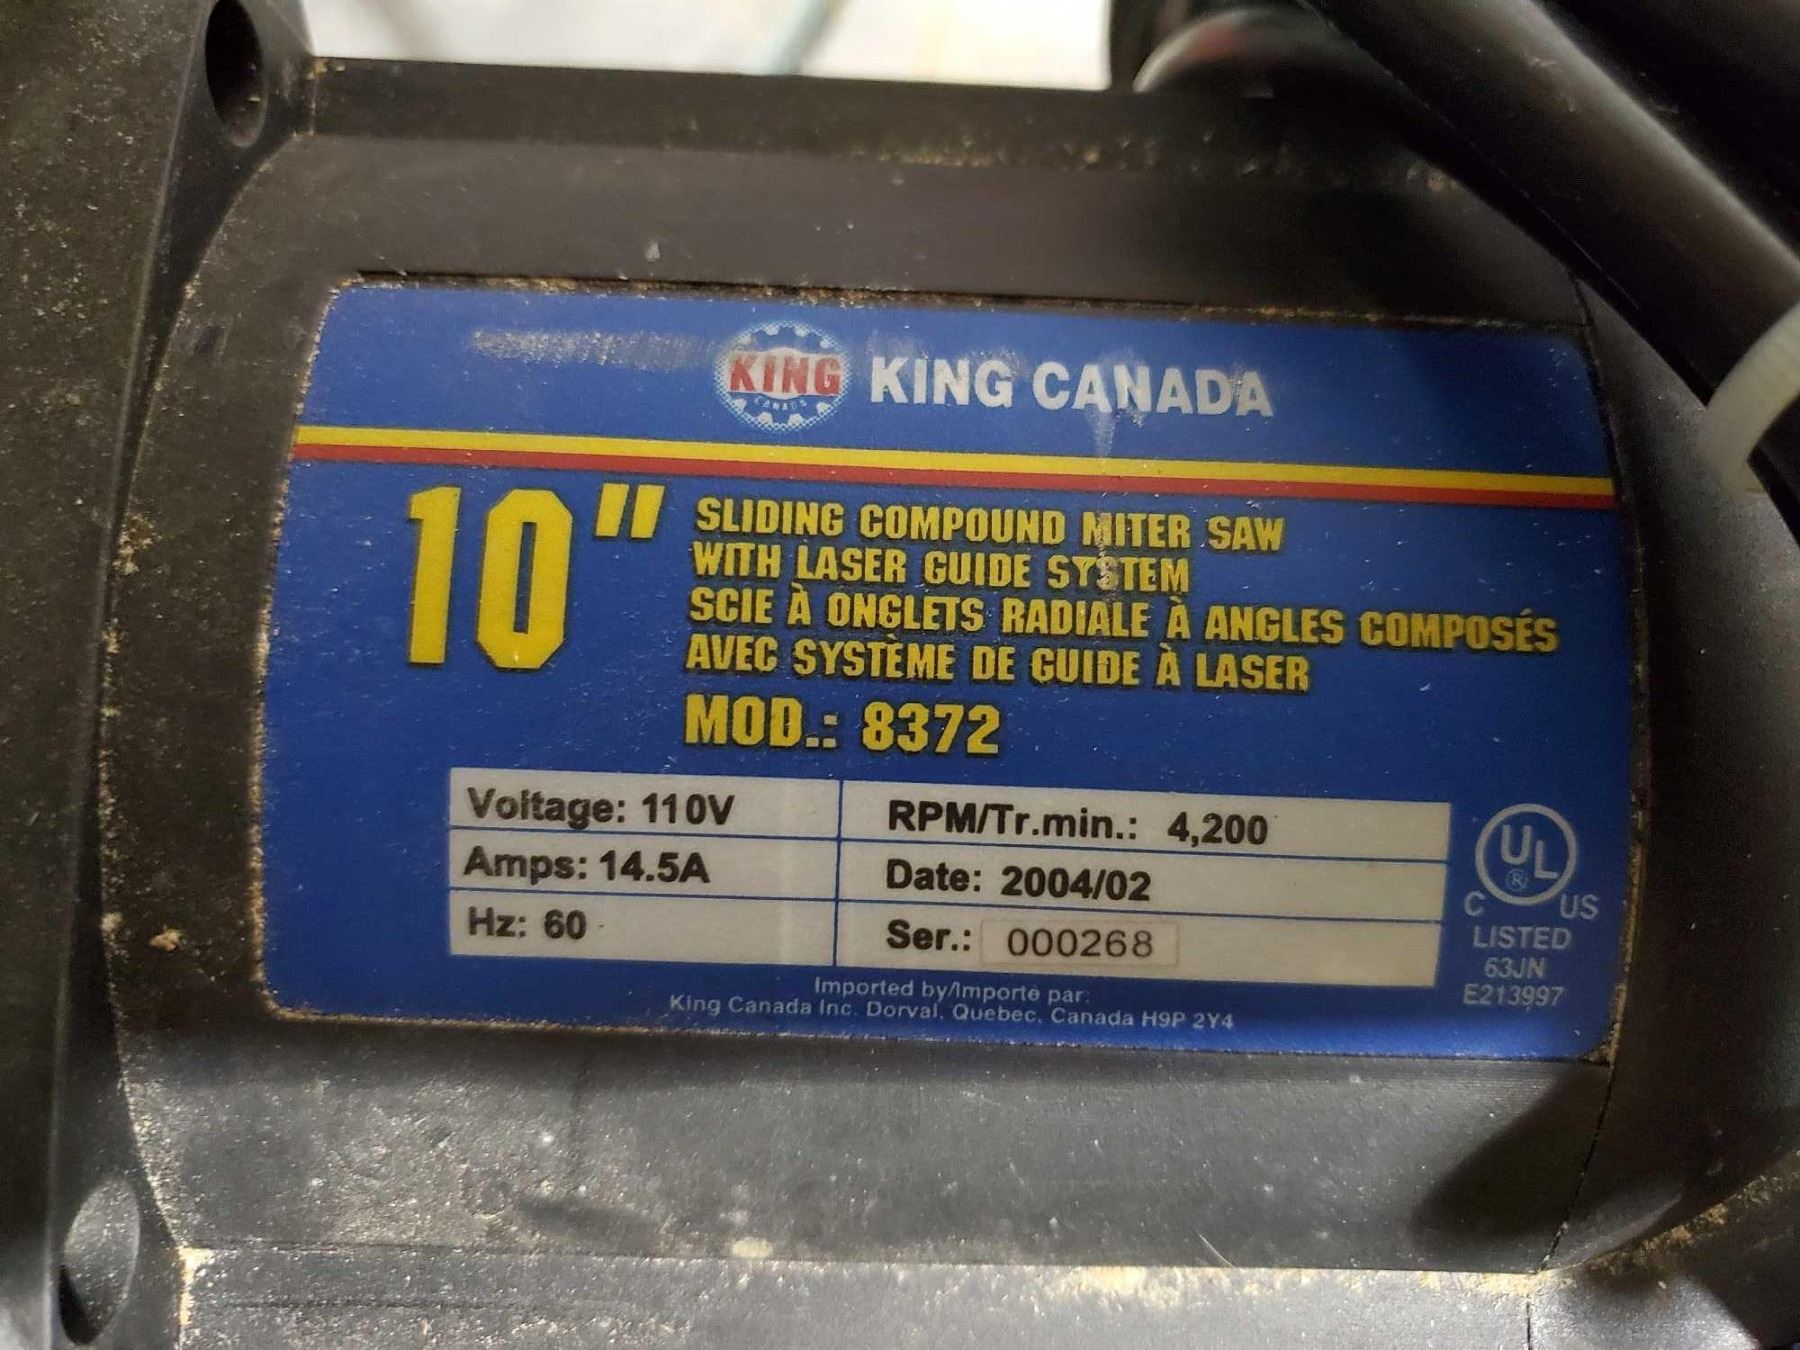 KING
CANADA
KING CANADA
10"
SLIDING COMPOUND MITER SAW
WITH LASER GUIDE SYSTEM
SCIE À ONGLETS RADIALE À ANGLES COMPOSÉS
AVEC SYSTÈME DE GUIDE À LASER
MOD.: 8372
Voltage: 110V
RPM/Tr.min.: 4,200
Amps: 14.5A
Date: 2004/02
Hz: 60
Ser.: 000268
UL
®
C US
LISTED
63JN
E213997
Imported by/Importe par:
King Canada Inc. Dorval, Quebec, Canada H9P 2Y4